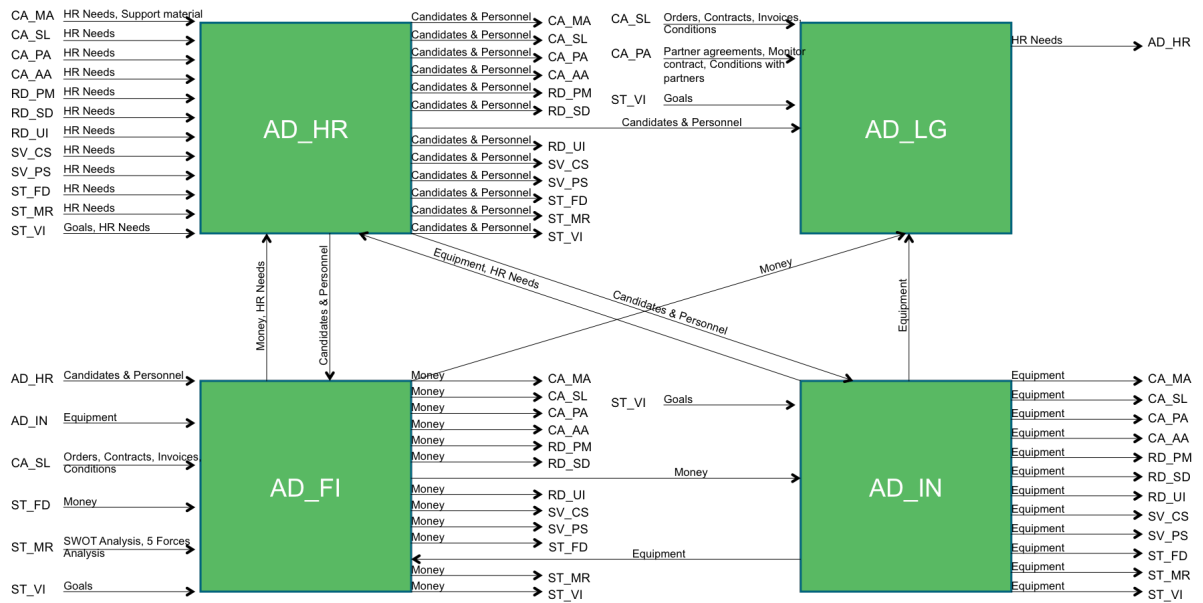 CA_MA HR Needs, Support material
CA_SL HR Needs
CA_PA HR Needs
CA_AA HR Needs
RD_PM HR Needs
RD_SD HR Needs
RD_UI HR Needs
SV_CS HR Needs
SV_PS HR Needs
ST_FD HR Needs
ST_MR HR Needs
ST_VI Goals, HR Needs
AD_HR
Candidates & Personnel CA_MA
Candidates & Personnel CA_SL
Candidates & Personnel CA_PA
Candidates & Personnel CA_AA
Candidates & Personnel RD_PM
Candidates & Personnel RD_SD
Candidates & Personnel
Candidates & Personnel RD_UI
Candidates & Personnel SV_CS
Candidates & Personnel SV_PS
Candidates & Personnel ST_FD
Candidates & Personnel ST_MR
Candidates & Personnel ST_VI
CA_SL Orders, Contracts, Invoices,
Conditions
CA_PA Partner agreements, Monitor
contract, Conditions with
partners
ST_VI Goals
AD_LG
HR Needs AD_HR
Money, HR Needs
Candidates & Personnel
Equipment, HR Needs
Candidates & Personnel
Money
Equipment
AD_HR Candidates & Personnel
AD_IN Equipment
CA_SL Orders, Contracts, Invoices,
Conditions
ST_FD Money
ST_MR SWOT Analysis, 5 Forces
Analysis
ST_VI Goals
AD_FI
Money CA_MA
Money CA_SL
Money CA_PA
Money CA_AA
Money RD_PM
Money RD_SD
Money
Money RD_UI
Money SV_CS
Money SV_PS
Money ST_FD
Equipment
Money ST_MR
Money ST_VI
ST_VI Goals
AD_IN
Equipment CA_MA
Equipment CA_SL
Equipment CA_PA
Equipment CA_AA
Equipment RD_PM
Equipment RD_SD
Equipment RD_UI
Equipment SV_CS
Equipment SV_PS
Equipment ST_FD
Equipment ST_MR
Equipment ST_VI